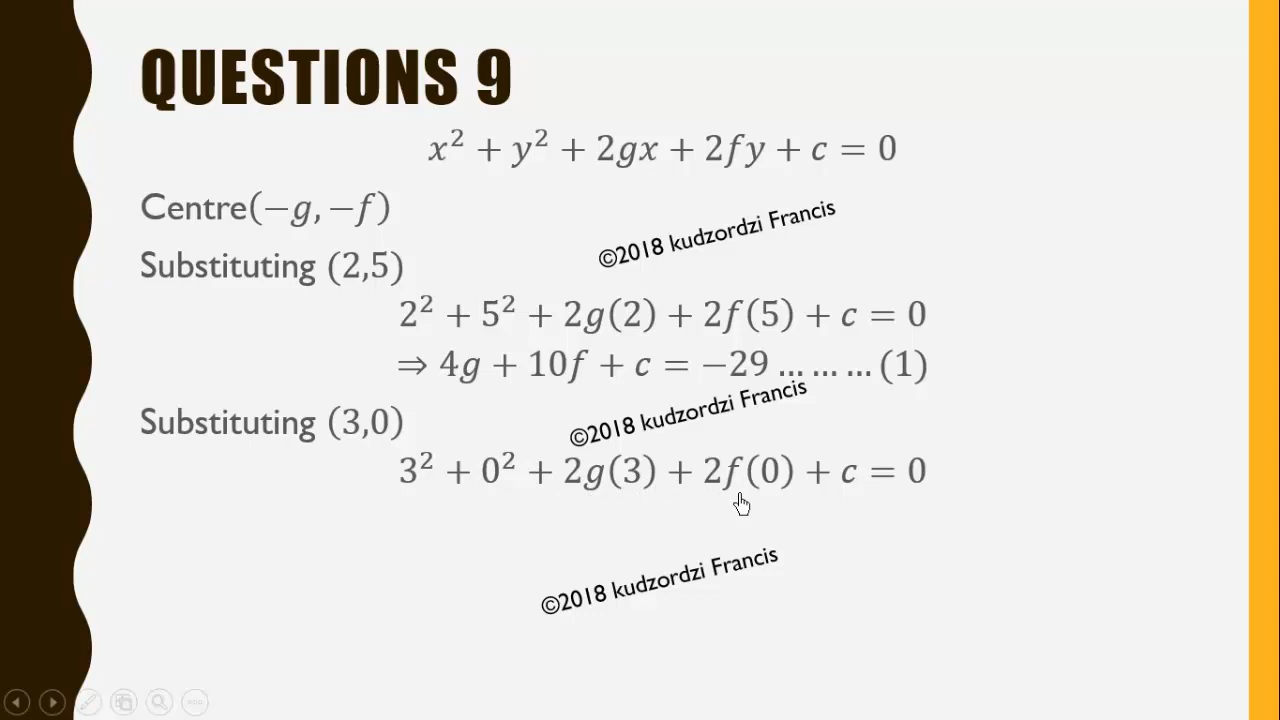 QUESTIONS 9
x² + y² + 2gx + 2fy + c = 0
Centre(−g, −f)
©2018 kudzordzi Francis
Substituting (2,5)
2² + 5² + 2g(2) + 2f(5) + c = 0
⇒ 4g + 10f + c = −29 ... ... ... (1)
©2018 kudzordzi Francis
Substituting (3,0)
3² + 0² + 2g(3) + 2f(0) + c = 0
©2018 kudzordzi Francis